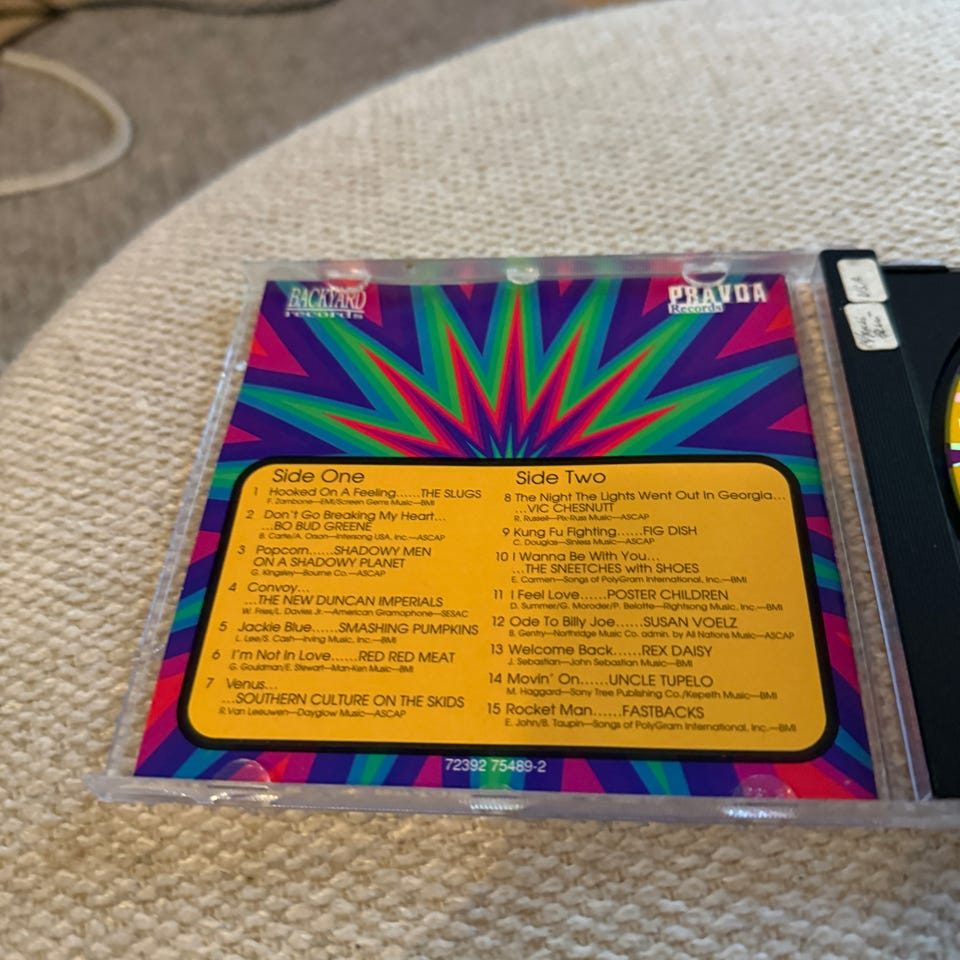 BACKYARD
records
PRAVDA
Records
Side One
1 Hooked On A Feeling......THE SLUGS
F. Zambone—EMI/Screen Gems Music—BMI
2 Don't Go Breaking My Heart...
...BO BUD GREENE
B. Carte/A. Orson—Intersong USA, Inc.—ASCAP
3 Popcorn......SHADOWY MEN
ON A SHADOWY PLANET
G. Kingsley—Bourne Co.—ASCAP
4 Convoy...
...THE NEW DUNCAN IMPERIALS
W. Fries/L. Davies Jr.—American Gramophone—SESAC
5 Jackie Blue......SMASHING PUMPKINS
L. Lee/S. Cash—Irving Music, Inc.—BMI
6 I'm Not In Love......RED RED MEAT
G. Gouldman/E. Stewart—Man-Ken Music—BMI
7 Venus...
...SOUTHERN CULTURE ON THE SKIDS
R.Van Leeuwen—Dayglow Music—ASCAP
Side Two
8 The Night The Lights Went Out In Georgia...
...VIC CHESNUTT
R. Russell—Pix-Russ Music—ASCAP
9 Kung Fu Fighting......FIG DISH
C. Douglas—Sinless Music—ASCAP
10 I Wanna Be With You...
...THE SNEETCHES with SHOES
E. Carmen—Songs of PolyGram International, Inc.—BMI
11 I Feel Love......POSTER CHILDREN
D. Summer/G. Moroder/P. Belotte—Rightsong Music, Inc.—BMI
12 Ode To Billy Joe......SUSAN VOELZ
B. Gentry—Northridge Music Co. admin. by All Nations Music—ASCAP
13 Welcome Back......REX DAISY
J. Sebastian—John Sebastian Music—BMI
14 Movin' On......UNCLE TUPELO
M. Haggard—Sony Tree Publishing Co./Kepeth Music—BMI
15 Rocket Man......FASTBACKS
E. John/B. Taupin—Songs of PolyGram International, Inc.—BMI
72392 75489-2